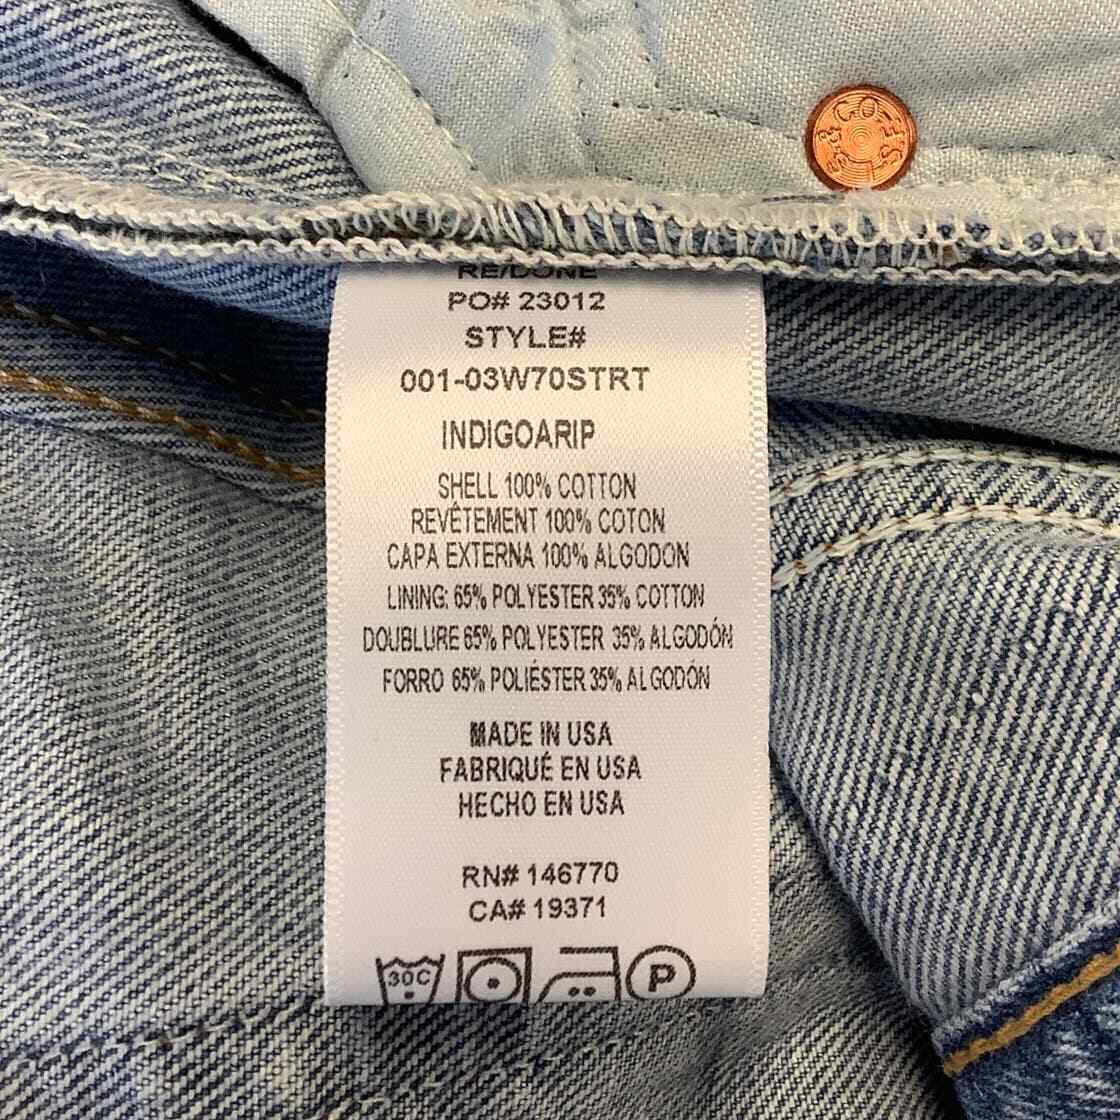 L.S.&CO.-S.F.
RE/DONE
PO# 23012
STYLE#
001-03W70STRT
INDIGOARIP
SHELL 100% COTTON
REVÊTEMENT 100% COTON
CAPA EXTERNA 100% ALGODON
LINING: 65% POLYESTER 35% COTTON
DOUBLURE 65% POLYESTER 35% ALGODÓN
FORRO 65% POLIÉSTER 35% ALGODÓN
MADE IN USA
FABRIQUÉ EN USA
HECHO EN USA
RN# 146770
CA# 19371
30C P